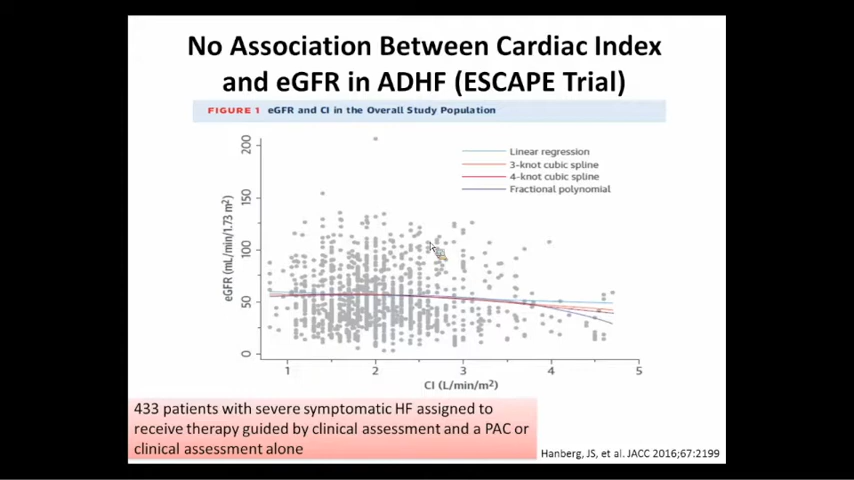 No Association Between Cardiac Index
and eGFR in ADHF (ESCAPE Trial)
FIGURE 1 eGFR and CI in the Overall Study Population
Linear regression
3-knot cubic spline
4-knot cubic spline
Fractional polynomial
eGFR (mL/min/1.73 m²)
200
150
100
50
0
1 2 3 4 5
CI (L/min/m²)
433 patients with severe symptomatic HF assigned to
receive therapy guided by clinical assessment and a PAC or
clinical assessment alone
Hanberg, JS, et al. JACC 2016;67:2199